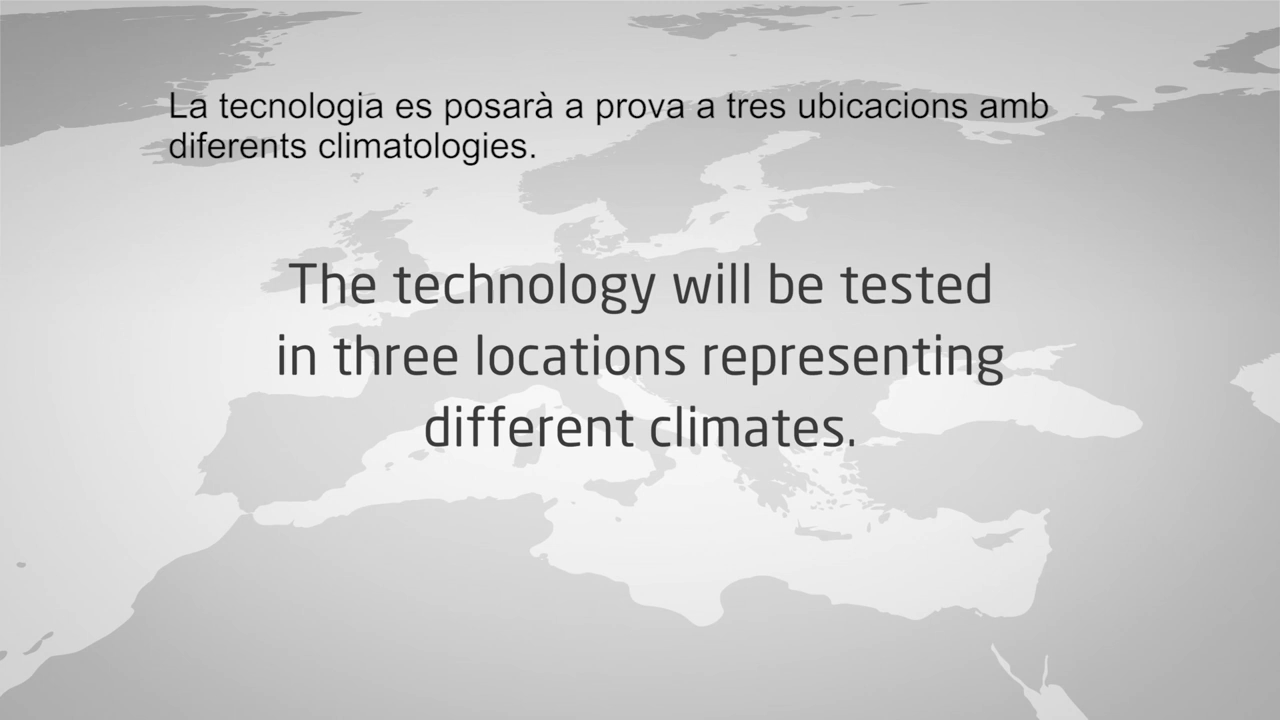 La tecnologia es posarà a prova a tres ubicacions amb
diferents climatologies.
The technology will be tested
in three locations representing
different climates.